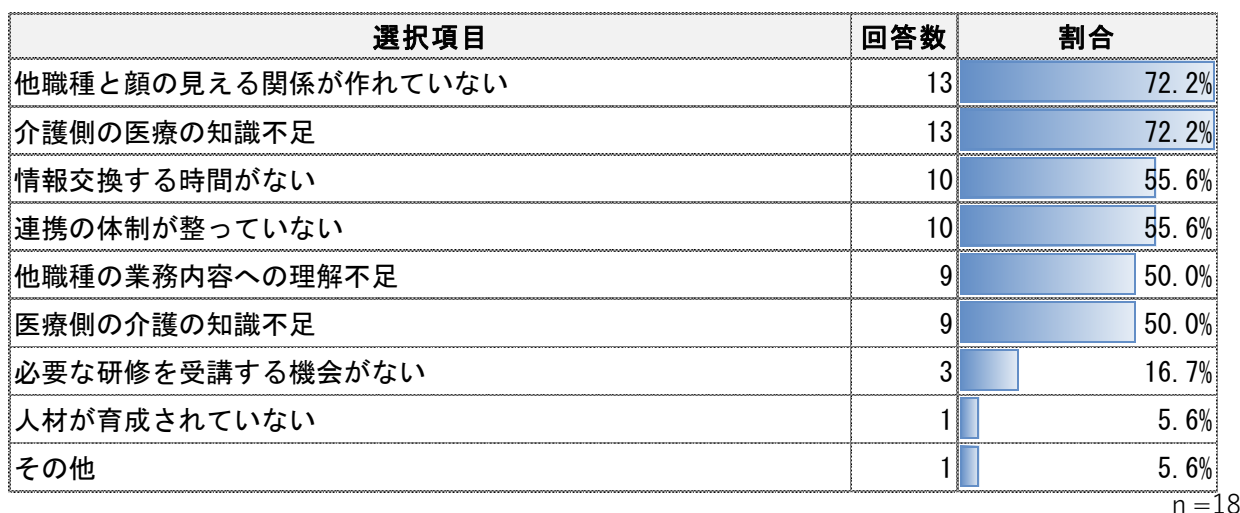 選択項目 回答数 割合
他職種と顔の見える関係が作れていない 13 72.2%
介護側の医療の知識不足 13 72.2%
情報交換する時間がない 10 55.6%
連携の体制が整っていない 10 55.6%
他職種の業務内容への理解不足 9 50.0%
医療側の介護の知識不足 9 50.0%
必要な研修を受講する機会がない 3 16.7%
人材が育成されていない 1 5.6%
その他 1 5.6%
n=18